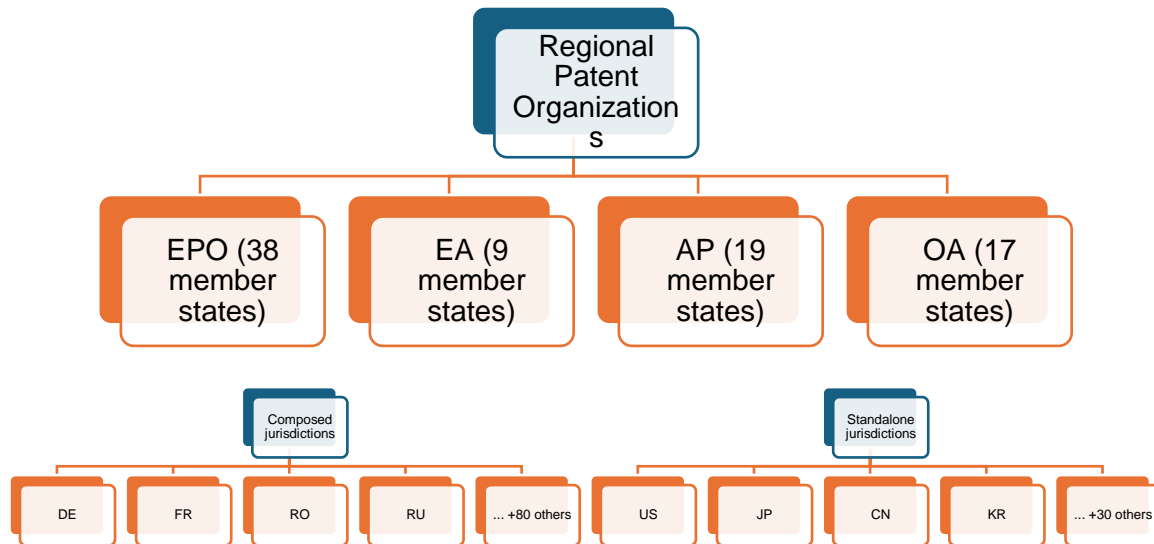 Regional
Patent
Organization
s
EPO (38
member
states)
EA (9
member
states)
AP (19
member
states)
OA (17
member
states)
Composed
jurisdictions
Standalone
jurisdictions
DE
FR
RO
RU
... +80 others
US
JP
CN
KR
... +30 others